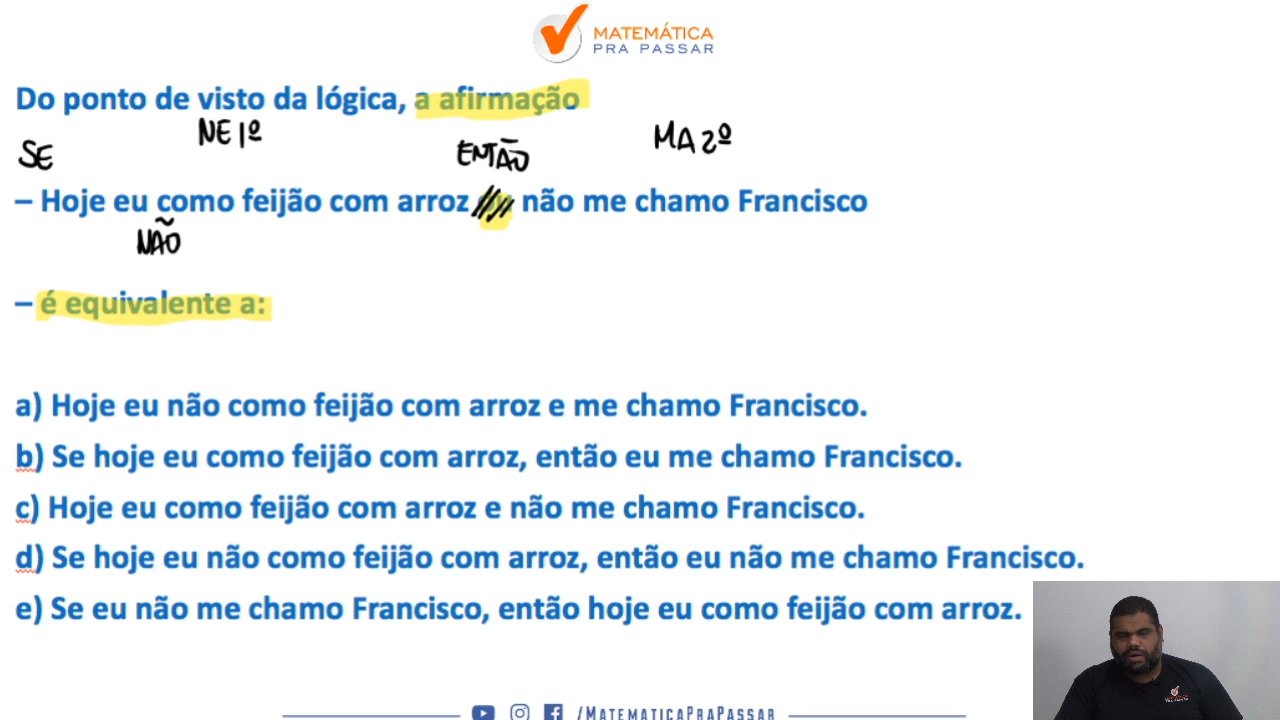 MATEMÁTICA
PRA PASSAR
Do ponto de visto da lógica, a afirmação
SE NE 1º ENTÃO MA 2º
– Hoje eu como feijão com arroz não me chamo Francisco
NÃO
– é equivalente a:
a) Hoje eu não como feijão com arroz e me chamo Francisco.
b) Se hoje eu como feijão com arroz, então eu me chamo Francisco.
c) Hoje eu como feijão com arroz e não me chamo Francisco.
d) Se hoje eu não como feijão com arroz, então eu não me chamo Francisco.
e) Se eu não me chamo Francisco, então hoje eu como feijão com arroz.
/MATEMATICAPRAPASSAR